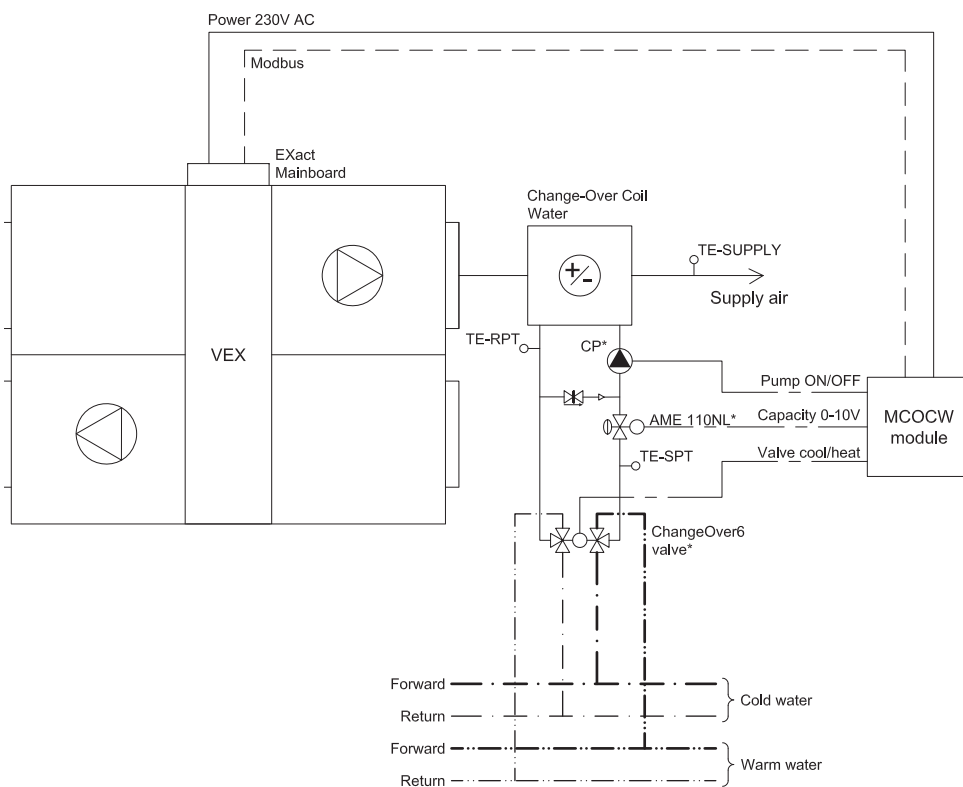 Power 230V AC
Modbus
EXact
Mainboard
Change-Over Coil
Water
TE-SUPPLY
Supply air
TE-RPT
CP*
VEX
Pump ON/OFF
AME 110NL*
Capacity 0-10V
MCOCW
module
TE-SPT
Valve cool/heat
ChangeOver6
valve*
Forward
Cold water
Return
Forward
Warm water
Return